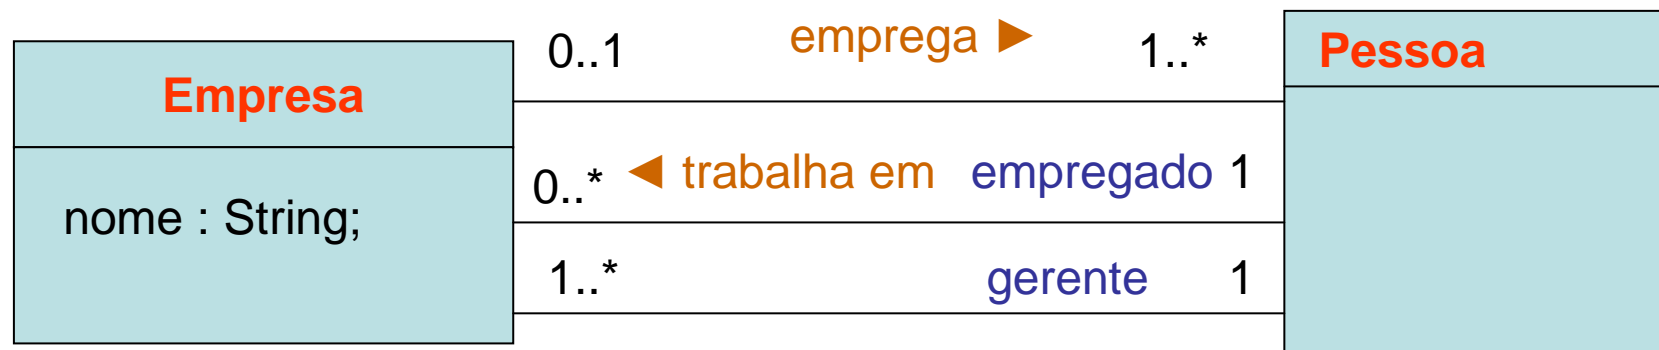 Empresa
nome : String;
0..1 emprega ► 1..*
0..* ◄ trabalha em empregado 1
1..* gerente 1
Pessoa